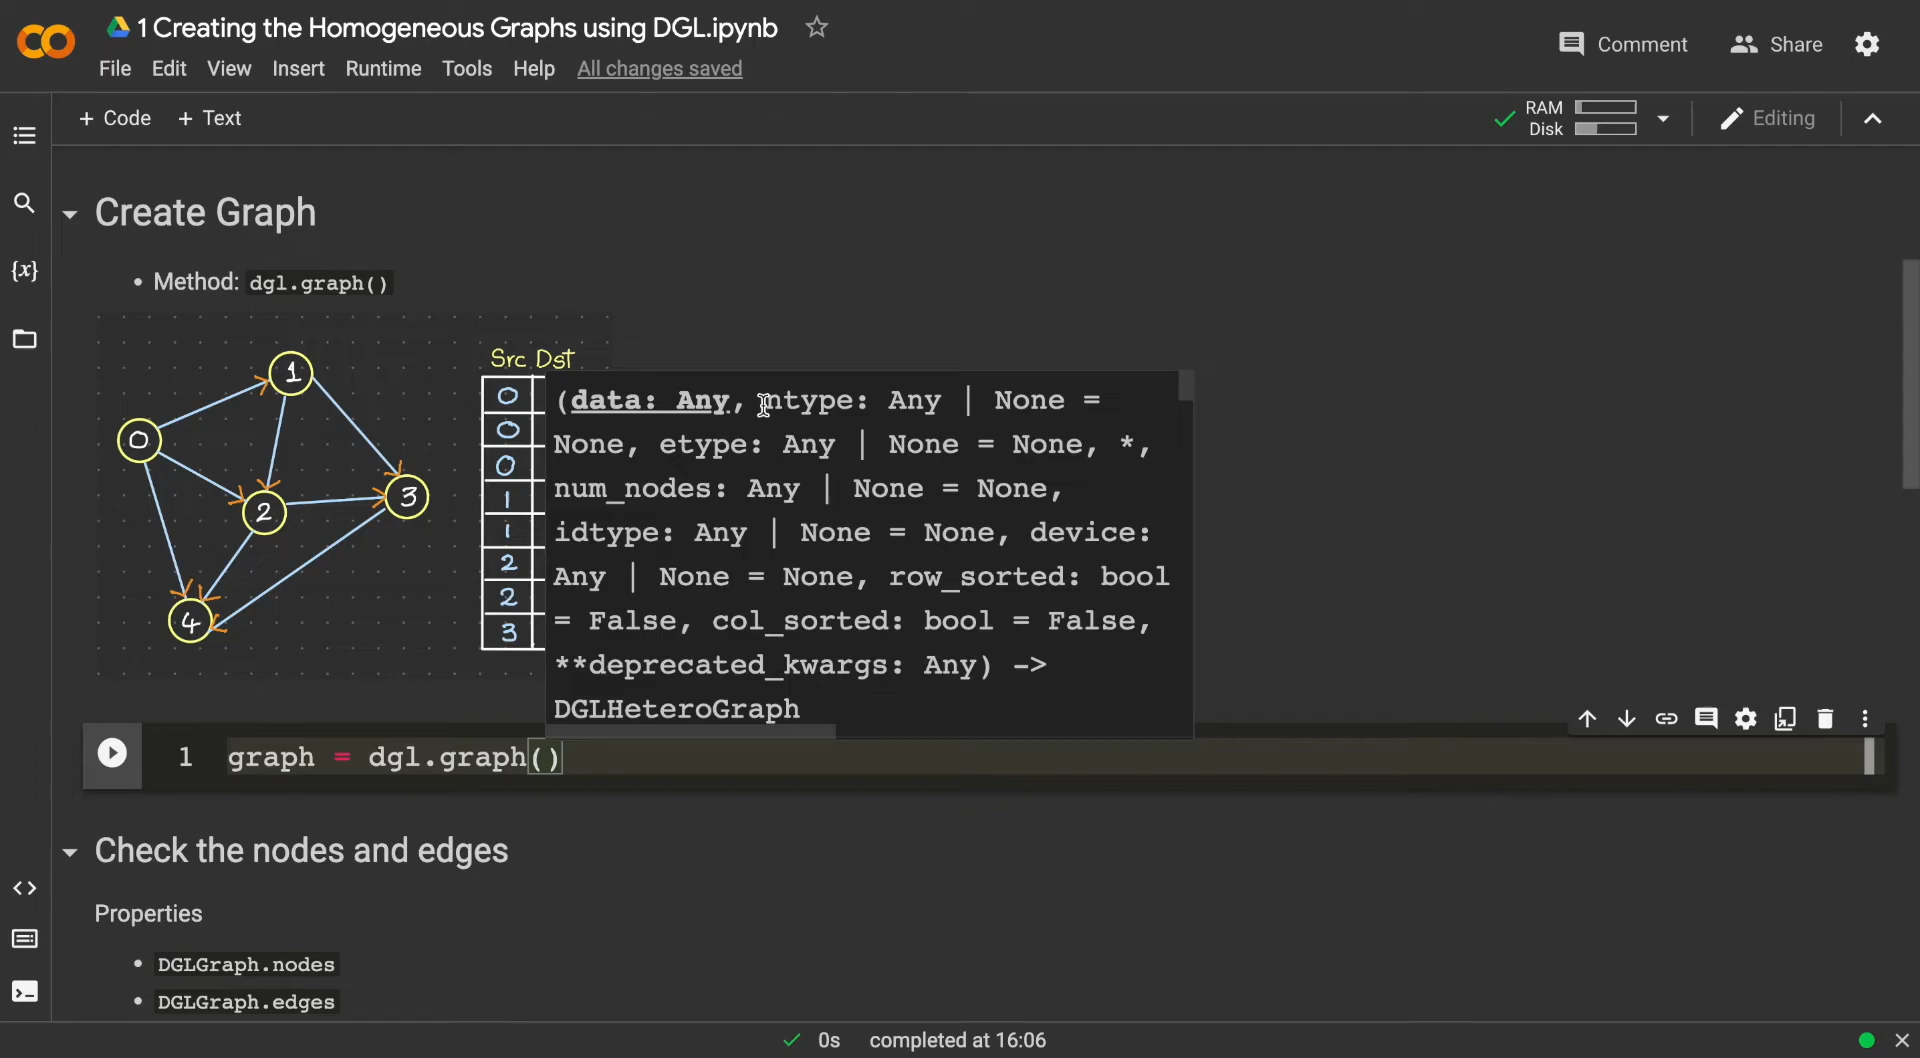 1 Creating the Homogeneous Graphs using DGL.ipynb
Comment
Share
File Edit View Insert Runtime Tools Help All changes saved
+ Code + Text
RAM
Disk
Editing
{x}
Create Graph
• Method: dgl.graph()
Src Dst
0
1
2
3
4
0
0
0
1
1
2
2
3
(data: Any, ntype: Any | None =
None, etype: Any | None = None, *,
num_nodes: Any | None = None,
idtype: Any | None = None, device:
Any | None = None, row_sorted: bool
= False, col_sorted: bool = False,
**deprecated_kwargs: Any) ->
DGLHeteroGraph
1 graph = dgl.graph()
Check the nodes and edges
Properties
• DGLGraph.nodes
• DGLGraph.edges
0s completed at 16:06